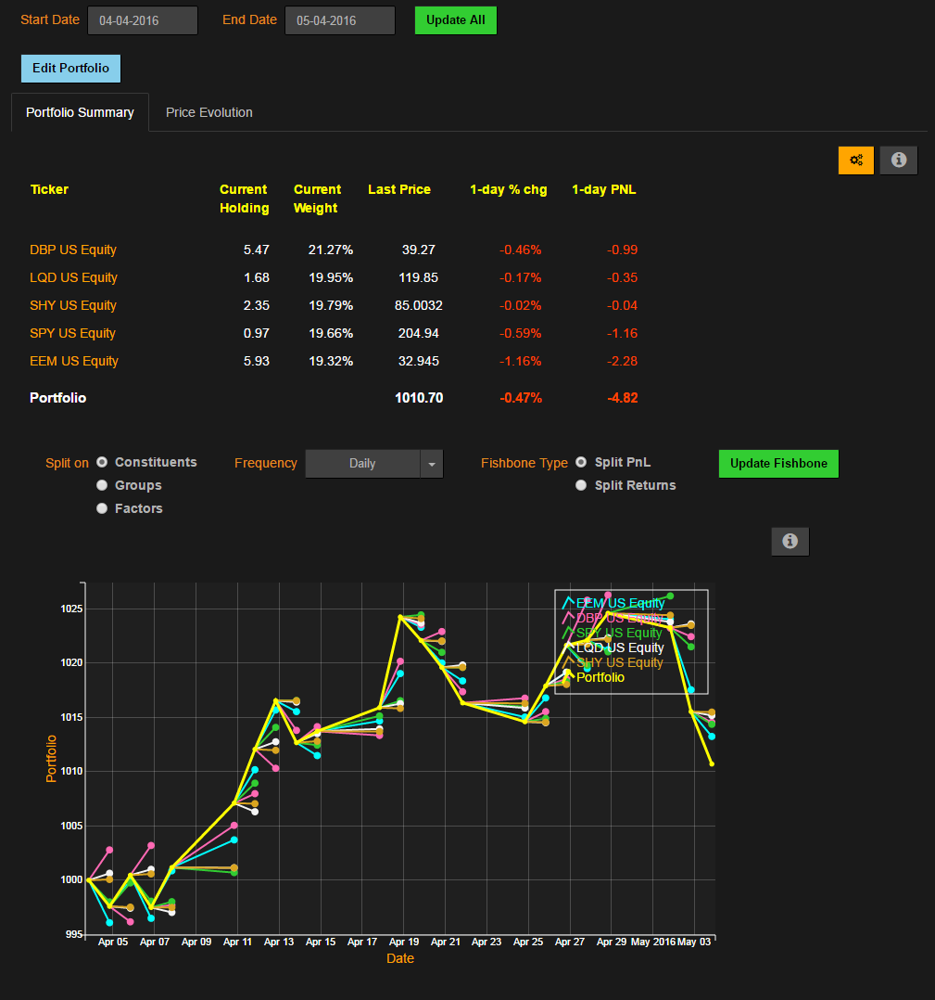 Start Date 04-04-2016 End Date 05-04-2016 Update All
Edit Portfolio
Portfolio Summary Price Evolution
Ticker Current Holding Current Weight Last Price 1-day % chg 1-day PNL
DBP US Equity 5.47 21.27% 39.27 -0.46% -0.99
LQD US Equity 1.68 19.95% 119.85 -0.17% -0.35
SHY US Equity 2.35 19.79% 85.0032 -0.02% -0.04
SPY US Equity 0.97 19.66% 204.94 -0.59% -1.16
EEM US Equity 5.93 19.32% 32.945 -1.16% -2.28
Portfolio 1010.70 -0.47% -4.82
Split on Constituents Frequency Daily Fishbone Type Split PnL Update Fishbone
Groups Split Returns
Factors
EEM US Equity
DBP US Equity
SPY US Equity
LQD US Equity
SHY US Equity
Portfolio
1025
1020
1015
1010
1005
1000
995
Portfolio
Apr 05 Apr 07 Apr 09 Apr 11 Apr 13 Apr 15 Apr 17 Apr 19 Apr 21 Apr 23 Apr 25 Apr 27 Apr 29 May 2016 May 03
Date